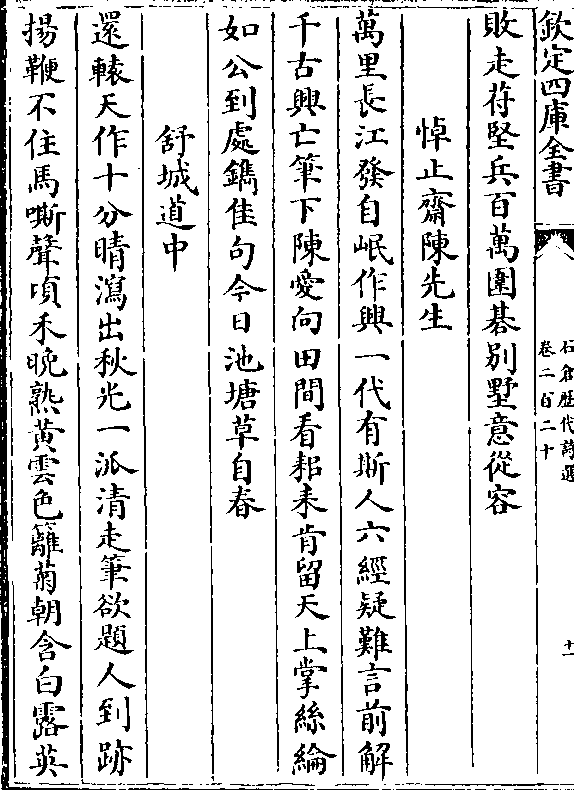 欽定四庫全書
石倉歴代詩選
卷二百二十
十一
敗走苻堅兵百萬圍碁别墅意從容
悼止齋陳先生
萬里長江發自岷作興一代有斯人六經疑難言前解
千古興亡筆下陳愛向田間看耜耒肯留天上掌絲綸
如公到處鐫佳句今日池塘草自春
舒城道中
還轅天作十分晴瀉出秋光一派清走筆欲題人到跡
揚鞭不住馬嘶聲頃禾晚熟黄雲色籬菊朝含白露英